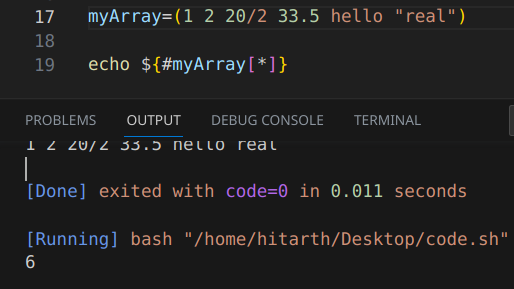 17 myArray=(1 2 20/2 33.5 hello "real")
18
19 echo ${#myArray[*]}
PROBLEMS OUTPUT DEBUG CONSOLE TERMINAL
1 2 20/2 33.5 hello real
[Done] exited with code=0 in 0.011 seconds
[Running] bash "/home/hitarth/Desktop/code.sh"
6